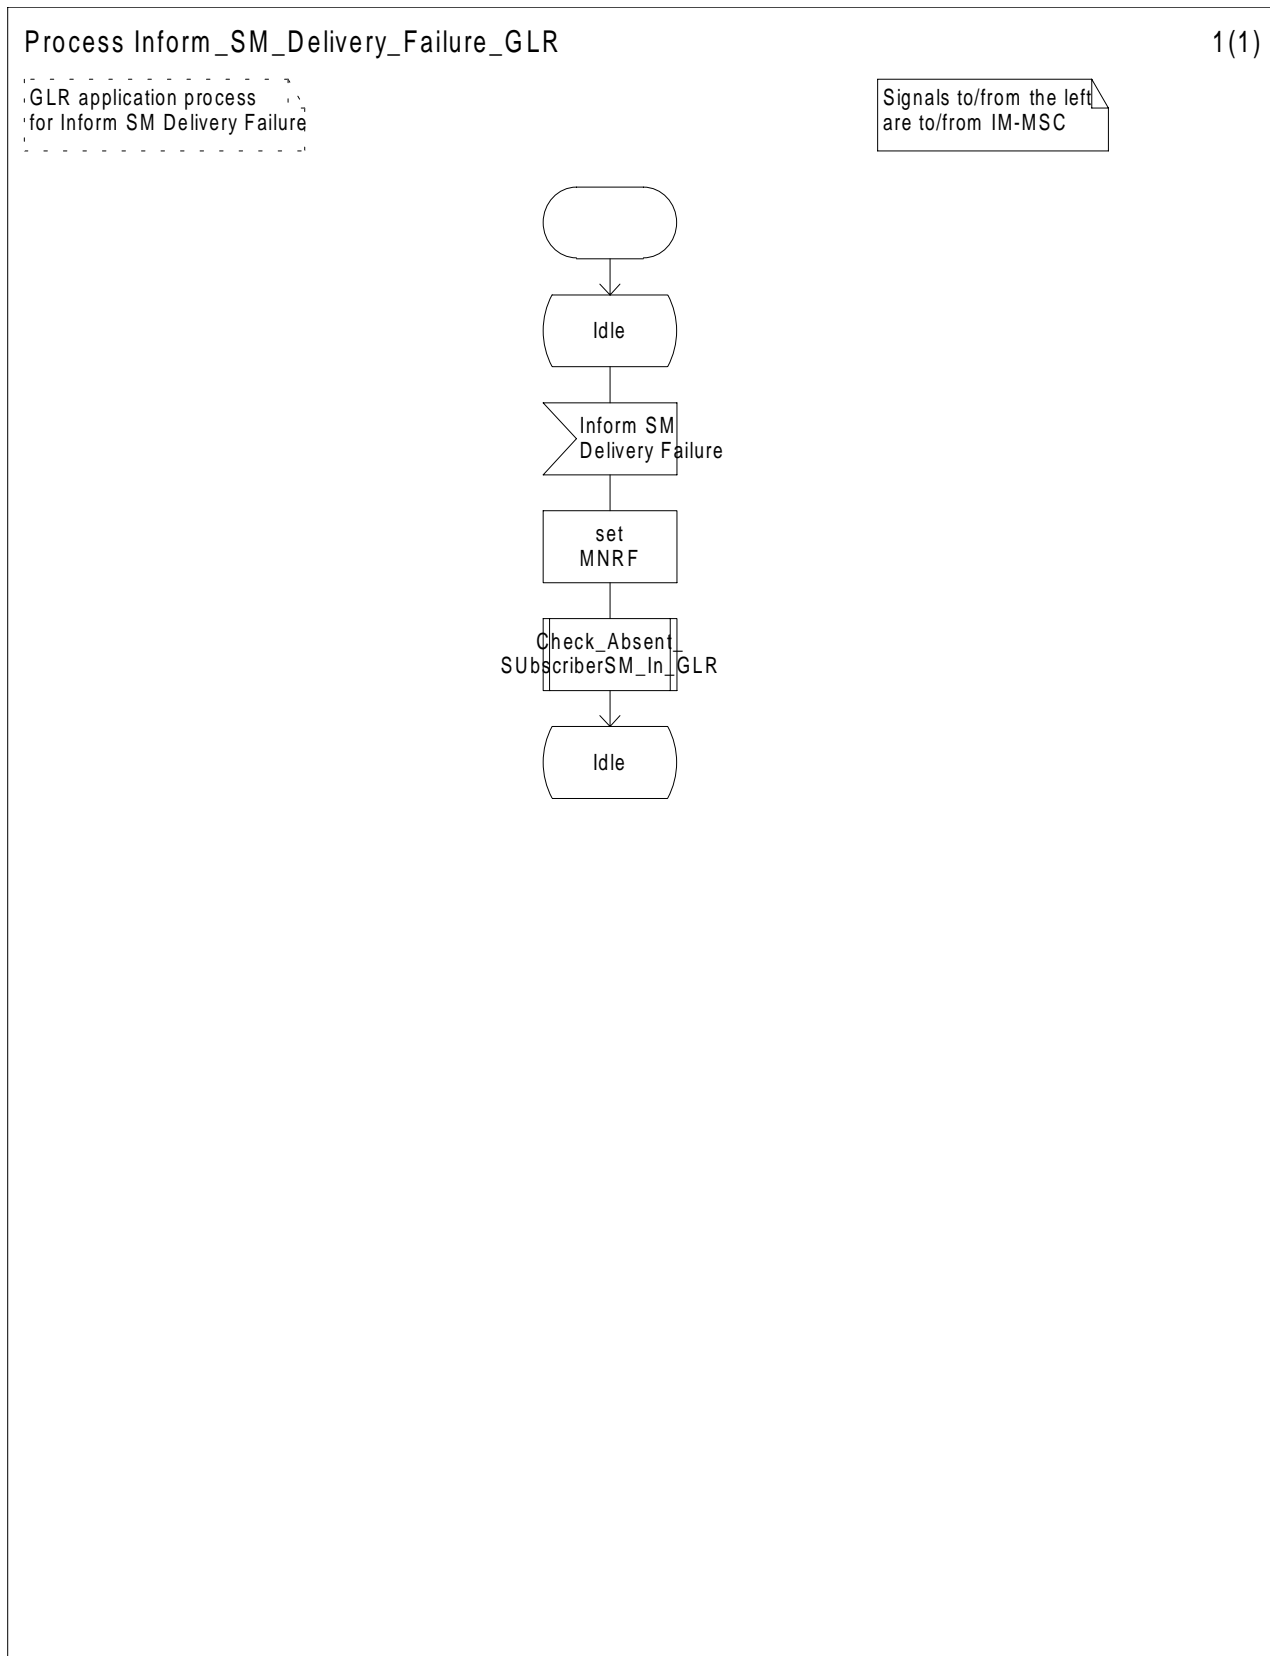 Process Inform_SM_Delivery_Failure_GLR
1(1)
GLR application process
for Inform SM Delivery Failure
Signals to/from the left
are to/from IM-MSC
Idle
Inform SM
Delivery Failure
set
MNRF
Check_Absent_
SUbscriberSM_In_GLR
Idle